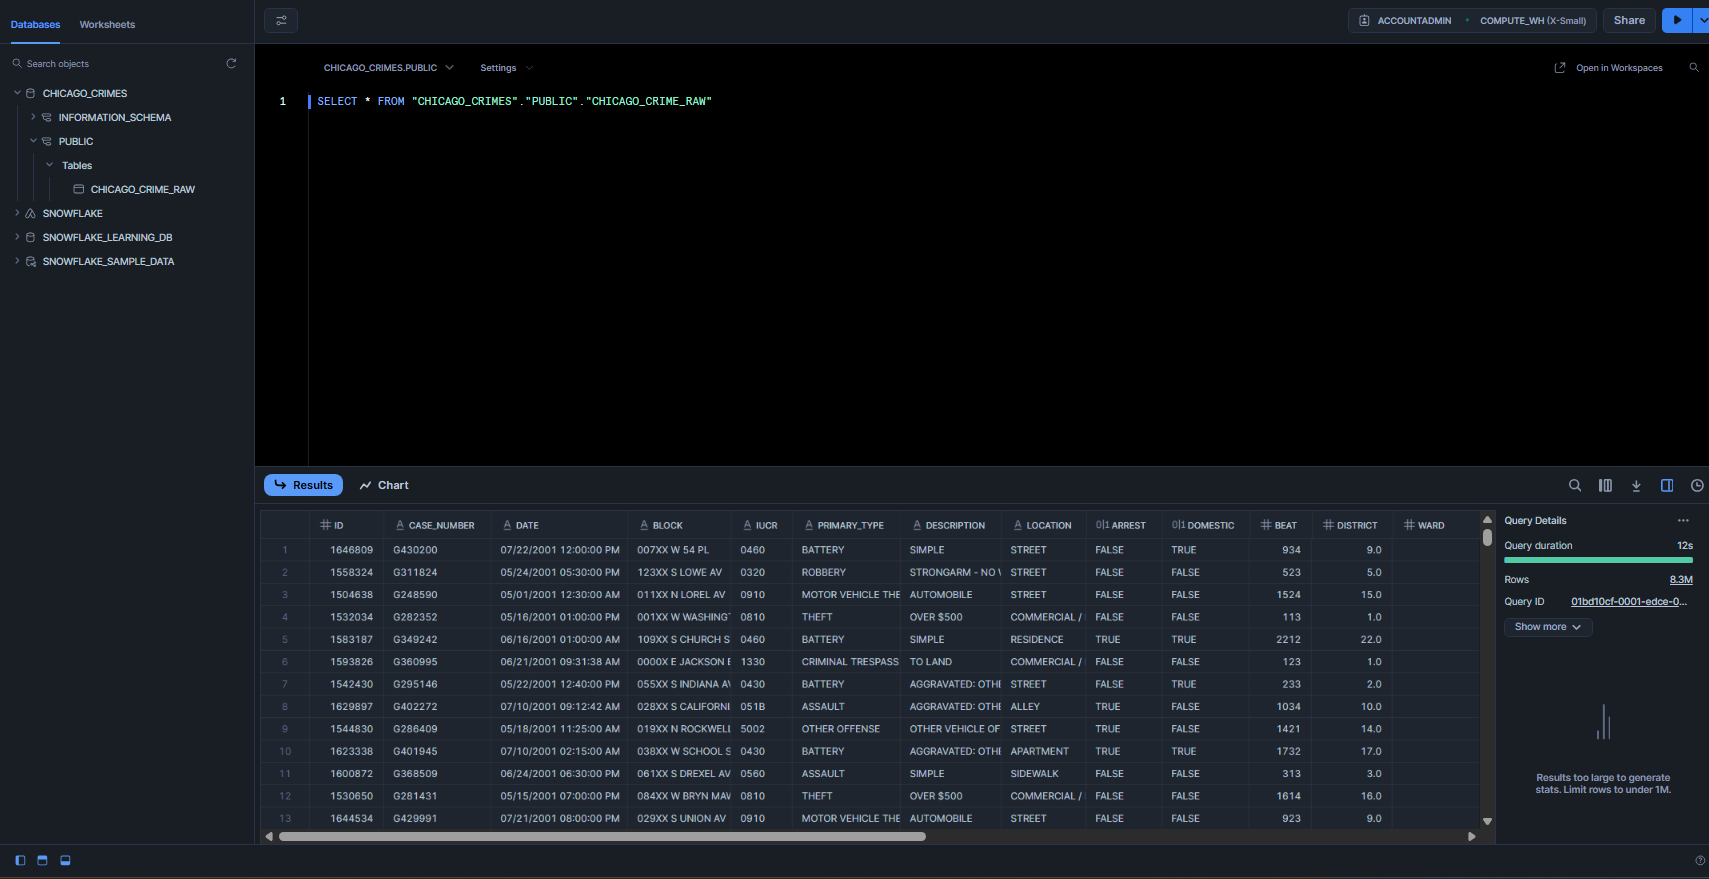 Databases Worksheets
ACCOUNTADMIN COMPUTE_WH (X-Small) Share
Search objects
CHICAGO_CRIMES
INFORMATION_SCHEMA
PUBLIC
Tables
CHICAGO_CRIME_RAW
SNOWFLAKE
SNOWFLAKE_LEARNING_DB
SNOWFLAKE_SAMPLE_DATA
CHICAGO_CRIMES.PUBLIC Settings Open in Workspaces
1 SELECT * FROM "CHICAGO_CRIMES"."PUBLIC"."CHICAGO_CRIME_RAW"
Results Chart
ID CASE_NUMBER DATE BLOCK IUCR PRIMARY_TYPE DESCRIPTION LOCATION ARREST DOMESTIC BEAT DISTRICT WARD
1 1646809 G430200 07/22/2001 12:00:00 PM 007XX W 54 PL 0460 BATTERY SIMPLE STREET FALSE TRUE 934 9.0
2 1558324 G311824 05/24/2001 05:30:00 PM 123XX S LOWE AV 0320 ROBBERY STRONGARM - NO STREET FALSE FALSE 523 5.0
3 1504638 G248590 05/01/2001 12:30:00 AM 011XX N LOREL AV 0910 MOTOR VEHICLE THE AUTOMOBILE STREET FALSE FALSE 1524 15.0
4 1532034 G282352 05/16/2001 01:00:00 PM 001XX W WASHING 0810 THEFT OVER $500 COMMERCIAL / FALSE FALSE 113 1.0
5 1583187 G349242 06/16/2001 01:00:00 AM 109XX S CHURCH S 0460 BATTERY SIMPLE RESIDENCE TRUE TRUE 2212 22.0
6 1593826 G360995 06/21/2001 09:31:38 AM 0000X E JACKSON 1330 CRIMINAL TRESPASS TO LAND COMMERCIAL / FALSE FALSE 123 1.0
7 1542430 G295146 05/22/2001 12:40:00 PM 055XX S INDIANA AV 0430 BATTERY AGGRAVATED: OTHE STREET FALSE TRUE 233 2.0
8 1629897 G402272 07/10/2001 09:12:42 AM 028XX S CALIFORNI 051B ASSAULT AGGRAVATED: OTHE ALLEY TRUE FALSE 1034 10.0
9 1544830 G286409 05/18/2001 11:25:00 AM 019XX N ROCKWELL 5002 OTHER OFFENSE OTHER VEHICLE OF STREET TRUE FALSE 1421 14.0
10 1623338 G401945 07/10/2001 02:15:00 AM 038XX W SCHOOL S 0430 BATTERY AGGRAVATED: OTHE APARTMENT TRUE TRUE 1732 17.0
11 1600872 G368509 06/24/2001 06:30:00 PM 061XX S DREXEL AV 0560 ASSAULT SIMPLE SIDEWALK FALSE FALSE 313 3.0
12 1530650 G281431 05/15/2001 07:00:00 PM 084XX W BRYN MAW 0810 THEFT OVER $500 COMMERCIAL / FALSE FALSE 1614 16.0
13 1644534 G429991 07/21/2001 08:00:00 PM 029XX S UNION AV 0910 MOTOR VEHICLE THE AUTOMOBILE STREET FALSE FALSE 923 9.0
Query Details ...
Query duration 12s
Rows 8.3M
Query ID 01bd10cf-0001-edce-0...
Show more
Results too large to generate
stats. Limit rows to under 1M.